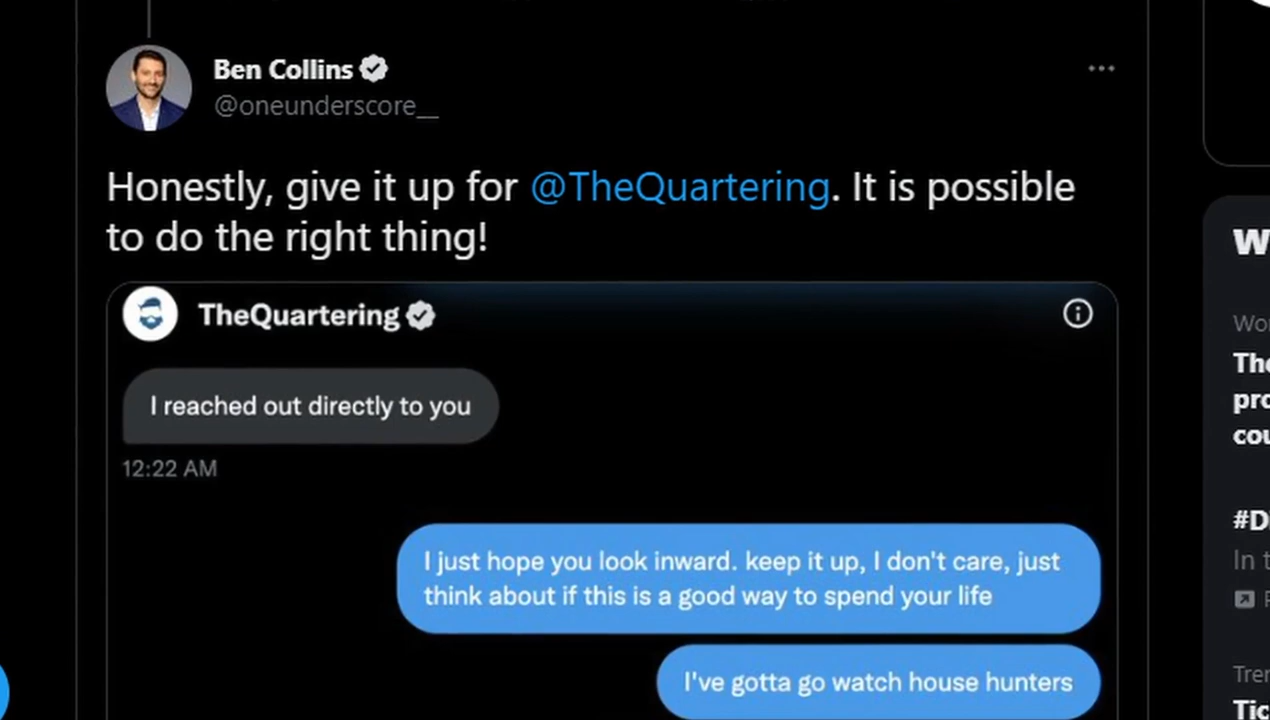 Ben Collins
@oneunderscore__
Honestly, give it up for @TheQuartering. It is possible
to do the right thing!
TheQuartering
I reached out directly to you
12:22 AM
I just hope you look inward. keep it up, I don't care, just
think about if this is a good way to spend your life
I've gotta go watch house hunters